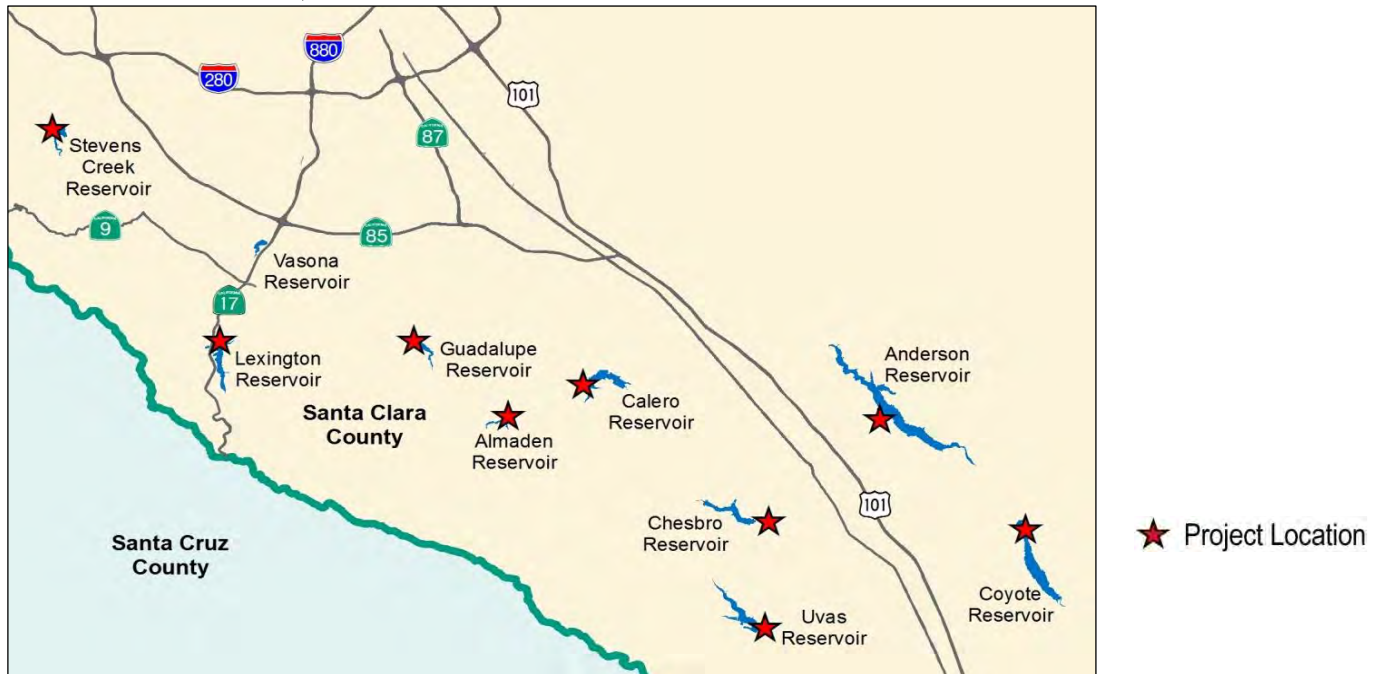 280
880
101
87
Stevens
Creek
Reservoir
9
85
Vasona
Reservoir
17
Lexington
Reservoir
Guadalupe
Reservoir
Santa Clara
County
Almaden
Reservoir
Calero
Reservoir
Anderson
Reservoir
101
Chesbro
Reservoir
Santa Cruz
County
Uvas
Reservoir
Coyote
Reservoir
Project Location